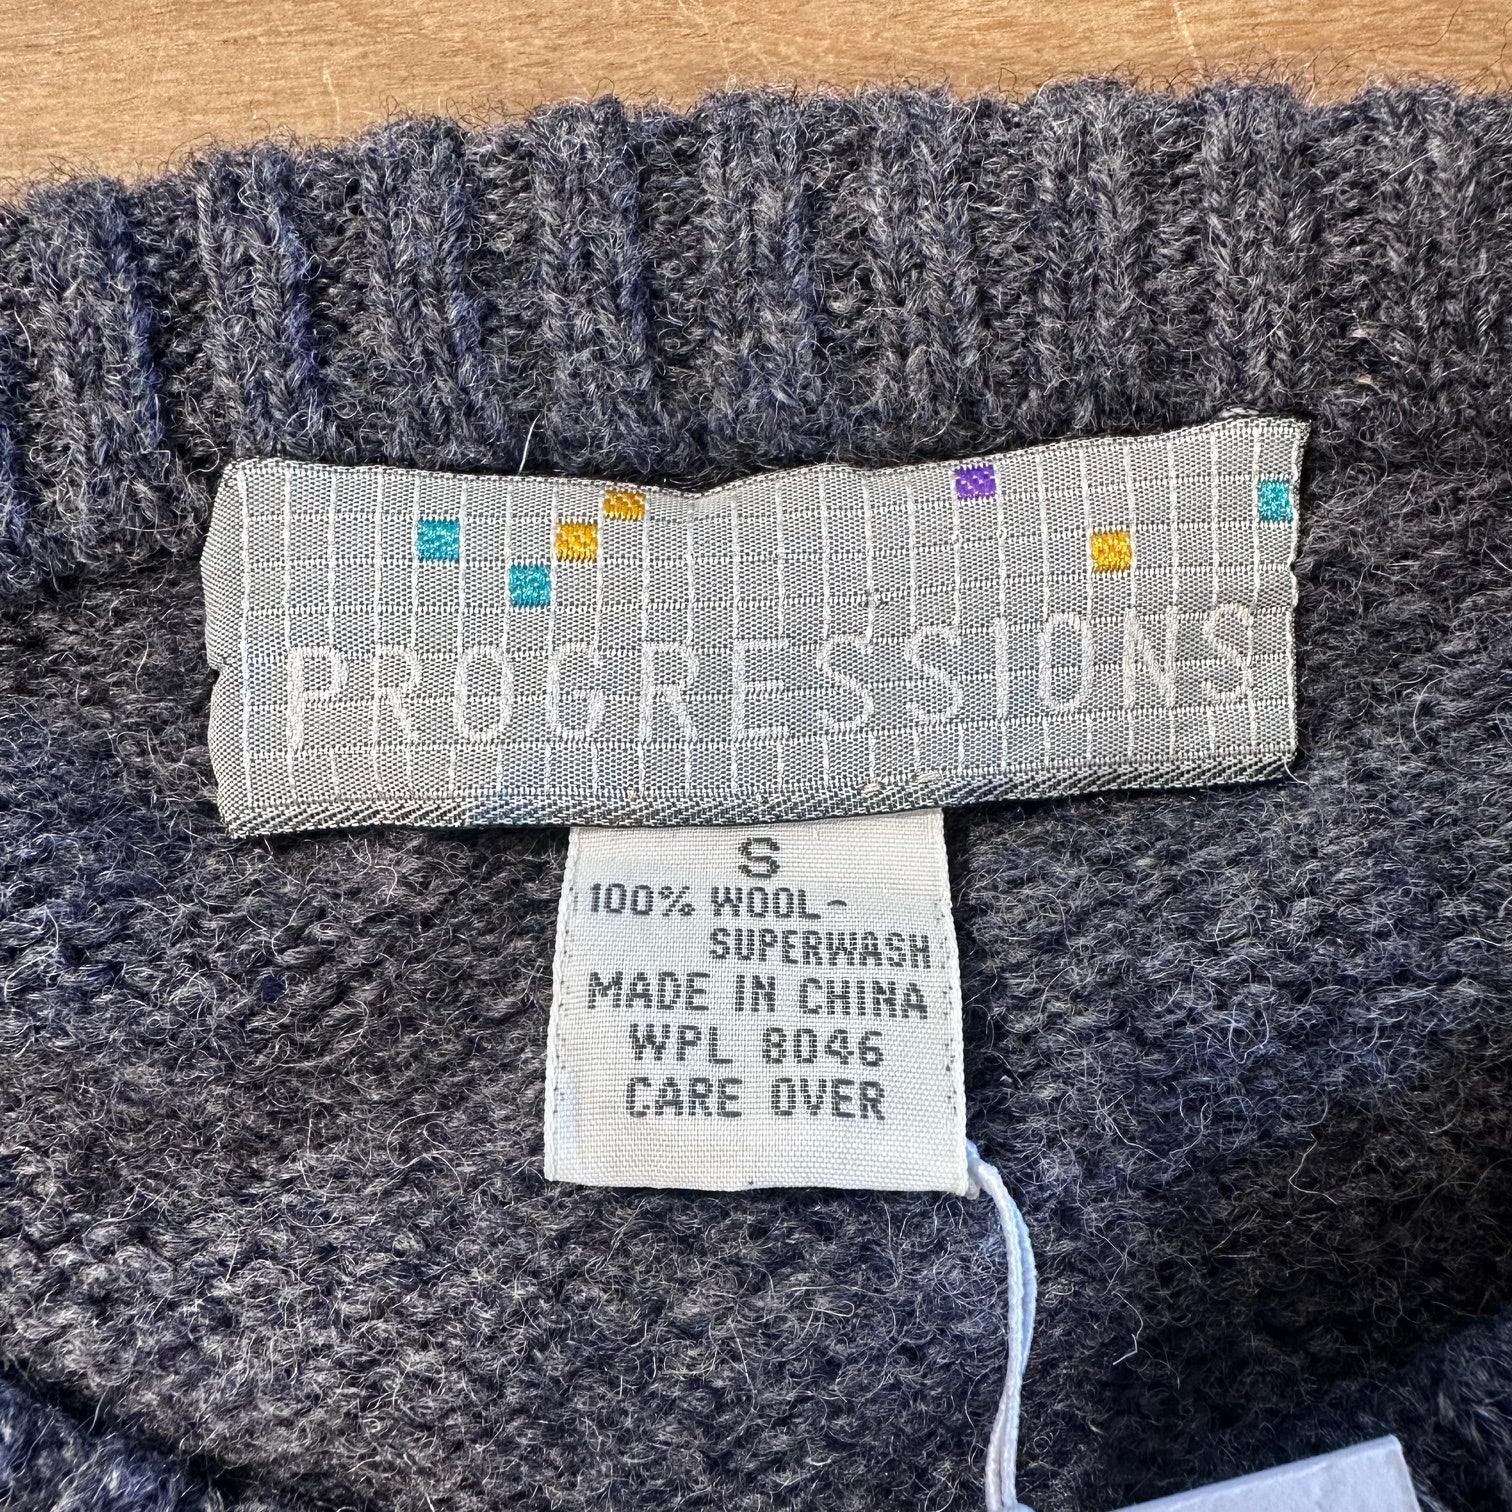 PROGRESSIONS
S
100% WOOL-
SUPERWASH
MADE IN CHINA
WPL 8046
CARE OVER